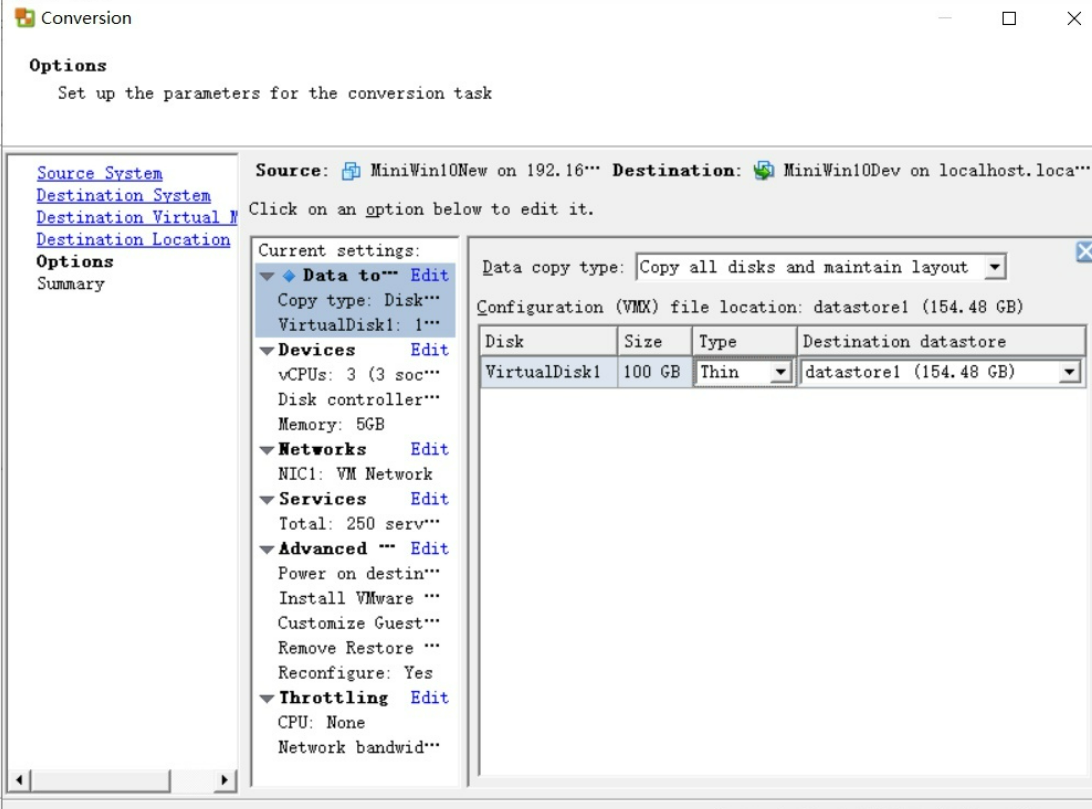 Conversion
Options
Set up the parameters for the conversion task
Source System
Destination System
Destination Virtual M
Destination Location
Options
Summary
Source: MiniWin10New on 192.16… Destination: MiniWin10Dev on localhost.loca…
Click on an option below to edit it.
Current settings:
Data to… Edit
Copy type: Disk…
VirtualDisk1: 1…
Devices Edit
vCPUs: 3 (3 soc…
Disk controller…
Memory: 5GB
Networks Edit
NIC1: VM Network
Services Edit
Total: 250 serv…
Advanced … Edit
Power on destin…
Install VMware …
Customize Guest…
Remove Restore …
Reconfigure: Yes
Throttling Edit
CPU: None
Network bandwid…
Data copy type: Copy all disks and maintain layout
Configuration (VMX) file location: datastore1 (154.48 GB)
Disk Size Type Destination datastore
VirtualDisk1 100 GB Thin datastore1 (154.48 GB)